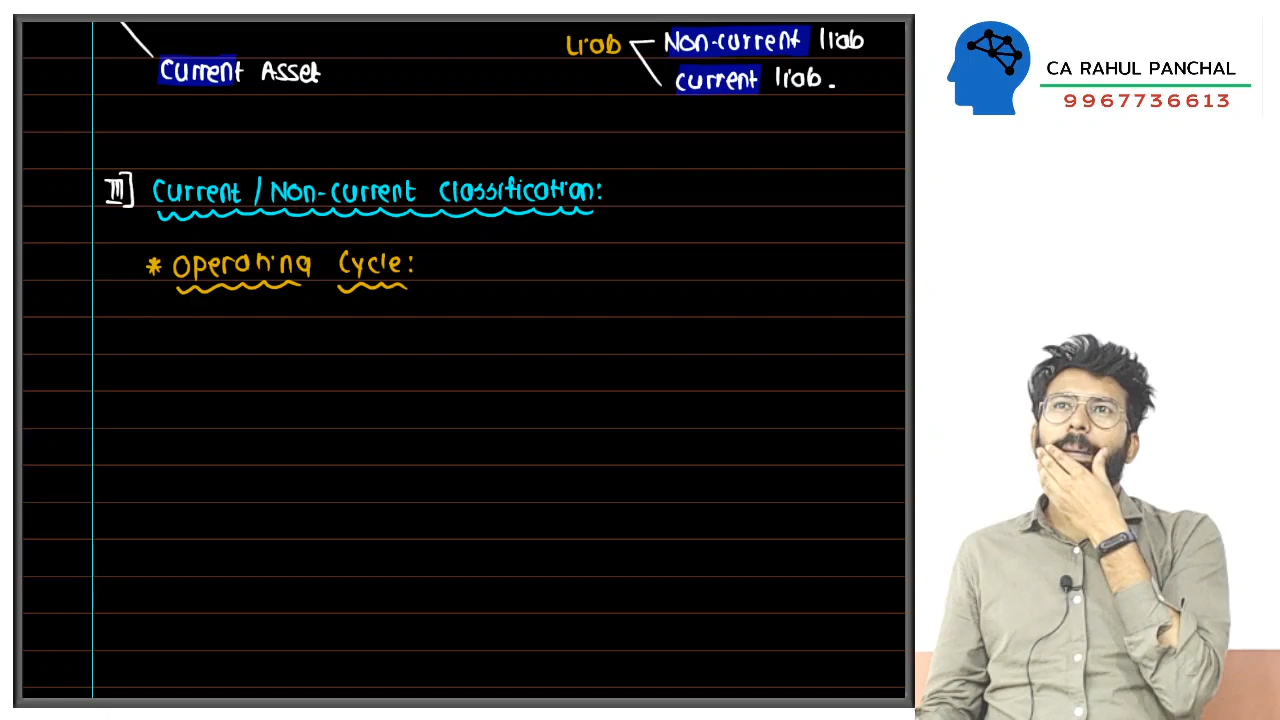 Liab Non-current liab
Current Asset
current liab.
III] Current / Non-current Classification:
* Operating Cycle:
CA RAHUL PANCHAL
9967736613